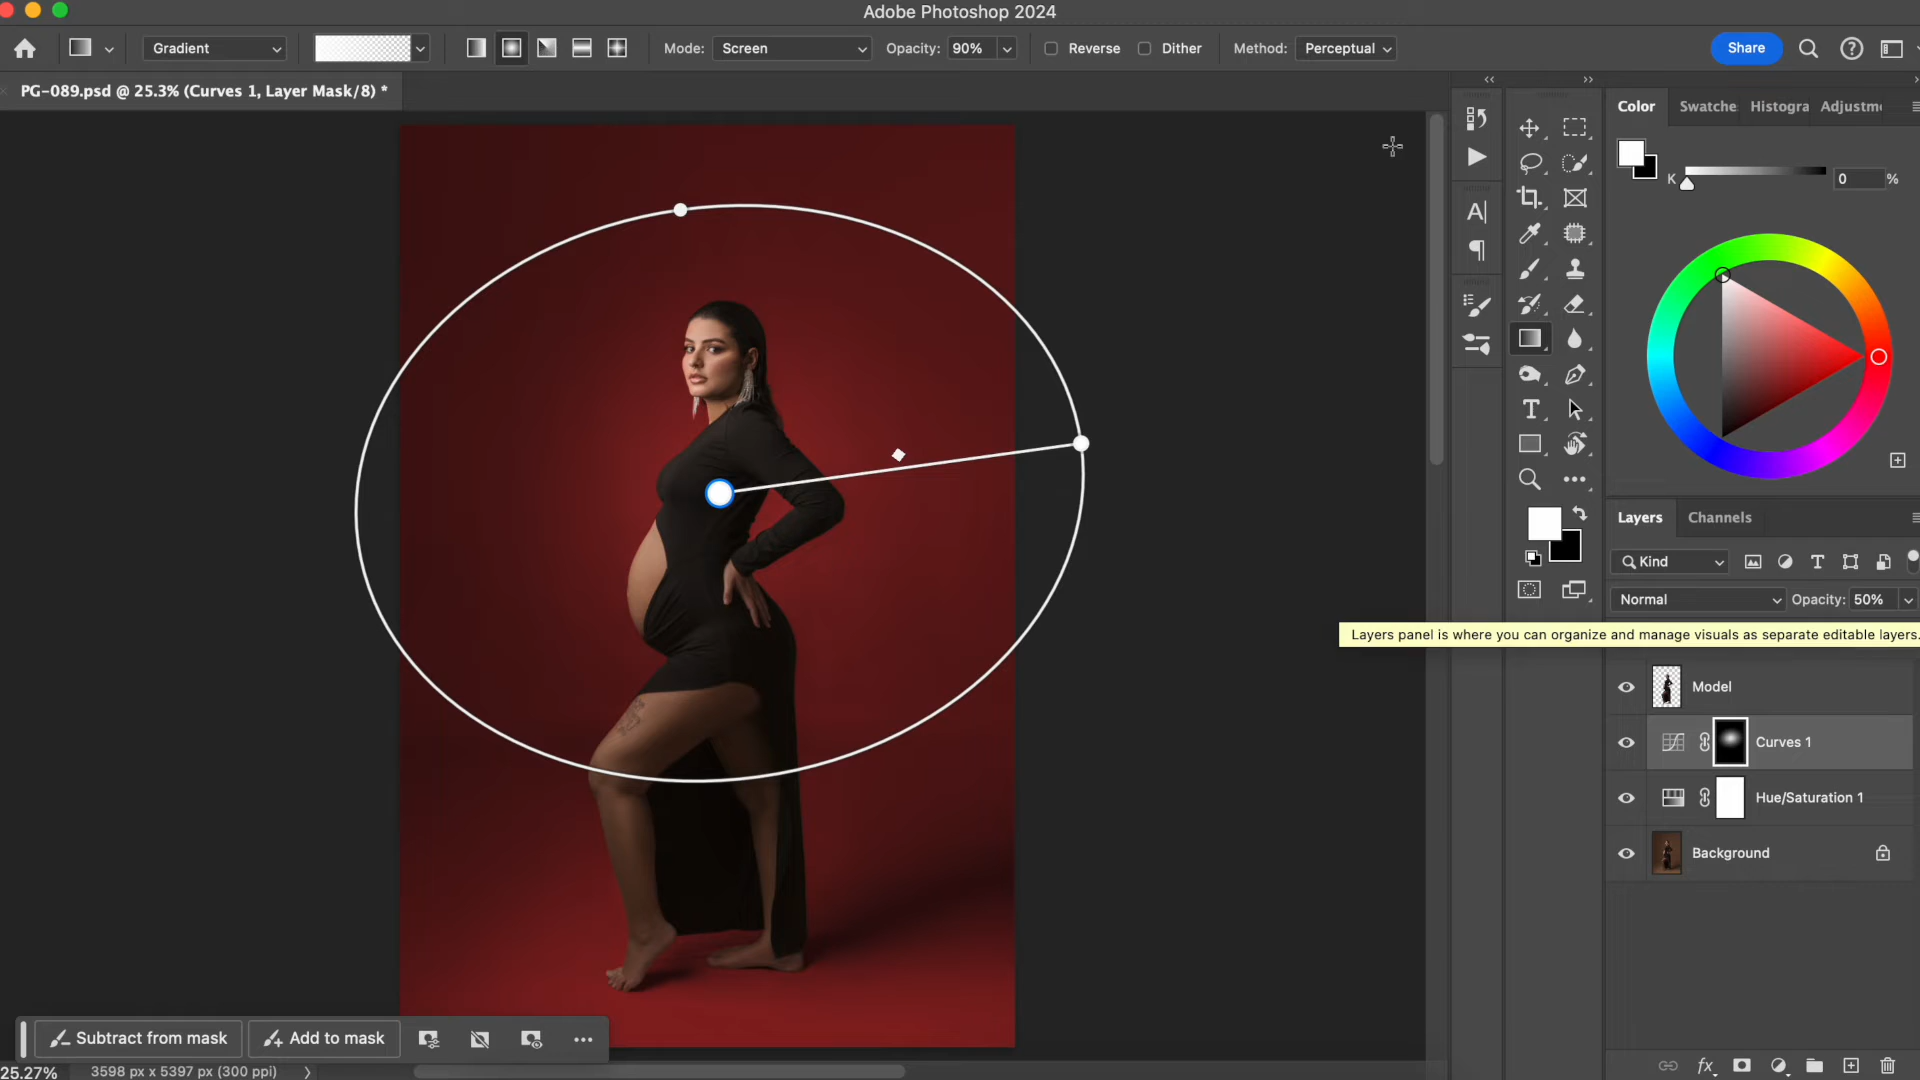 Adobe Photoshop 2024
Gradient
Mode: Screen
Opacity: 90%
Reverse
Dither
Method: Perceptual
Share
PG-089.psd @ 25.3% (Curves 1, Layer Mask/8) *
Color
Swatche
Histogra
Adjustm
K
0
%
Layers
Channels
Kind
Normal
Opacity: 50%
Layers panel is where you can organize and manage visuals as separate editable layers.
Model
Curves 1
Hue/Saturation 1
Background
Subtract from mask
Add to mask
25.27%
3598 px x 5397 px (300 ppi)